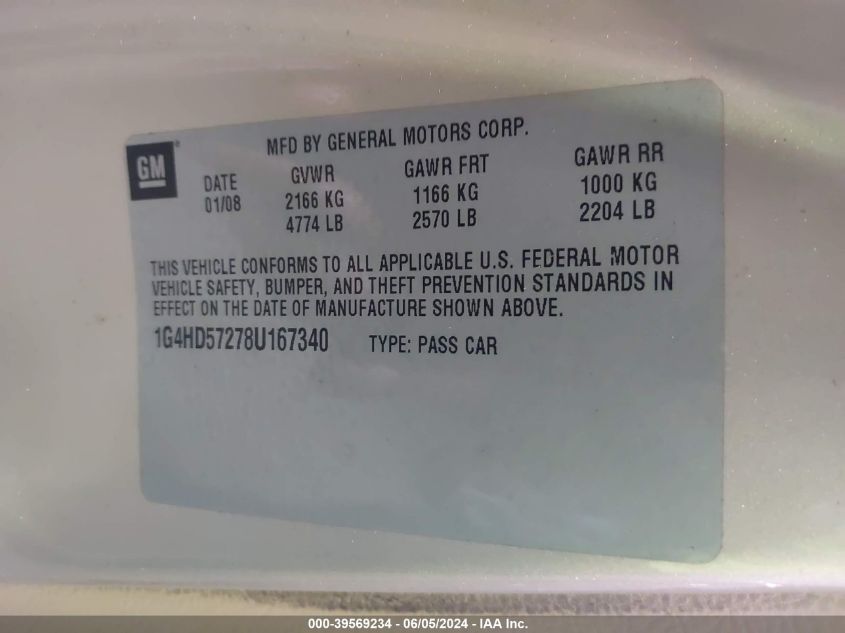 MFD BY GENERAL MOTORS CORP.
GM
DATE GVWR GAWR FRT GAWR RR
01/08 2166 KG 1166 KG 1000 KG
4774 LB 2570 LB 2204 LB
THIS VEHICLE CONFORMS TO ALL APPLICABLE U.S. FEDERAL MOTOR
VEHICLE SAFETY, BUMPER, AND THEFT PREVENTION STANDARDS IN
EFFECT ON THE DATE OF MANUFACTURE SHOWN ABOVE.
1G4HD57278U167340 TYPE: PASS CAR
000-39569234 - 06/05/2024 - IAA Inc.